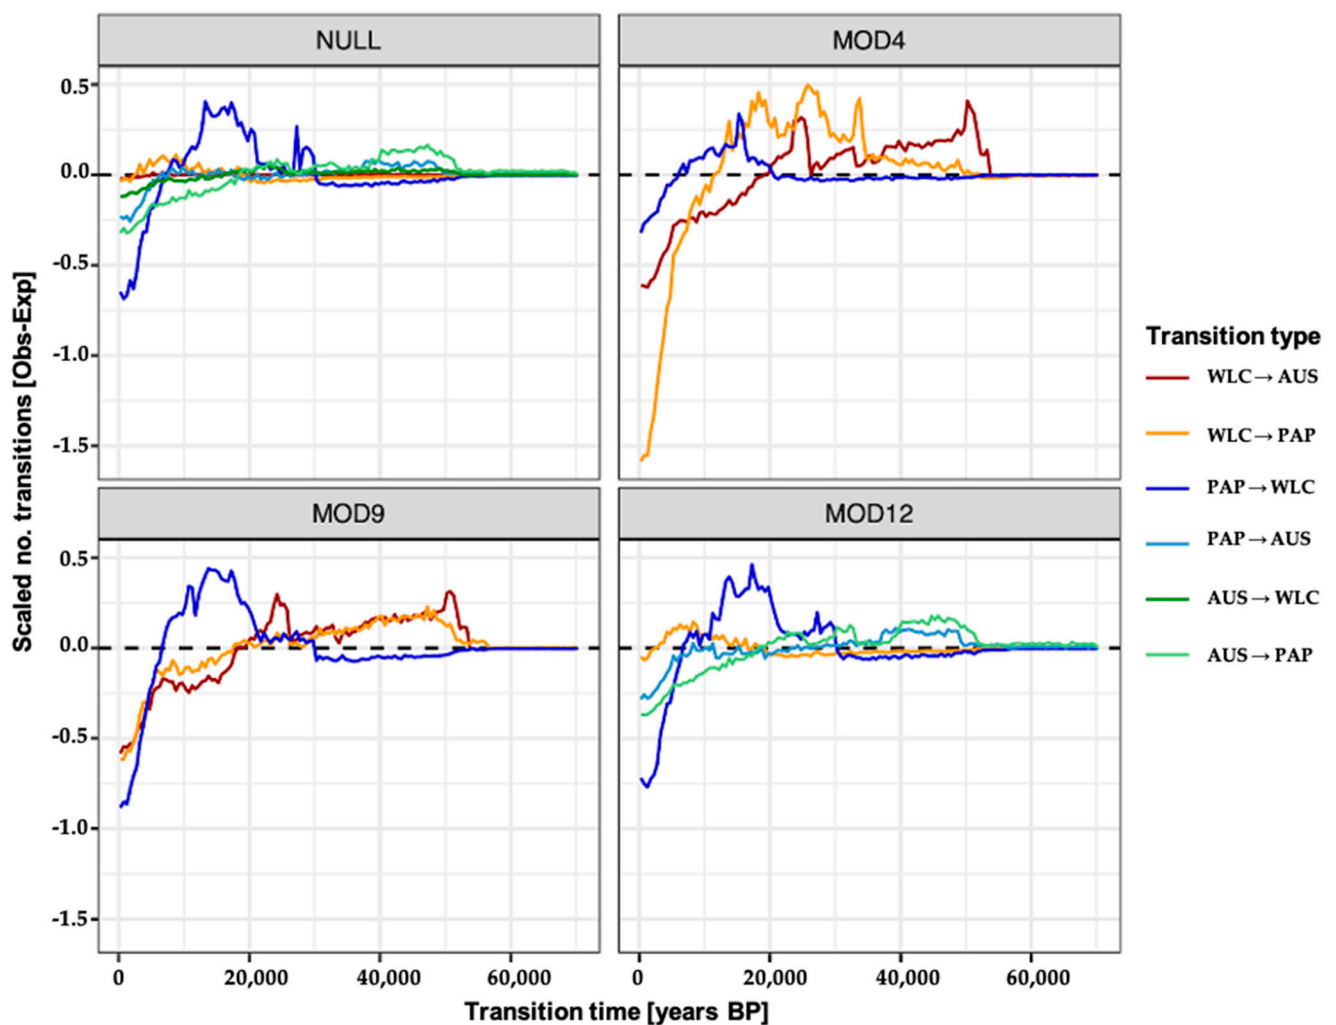 NULL
MOD4
0.5
0.0
-0.5
-1.0
-1.5
MOD9
MOD12
0.5
0.0
-0.5
-1.0
-1.5
0
20,000
40,000
60,000
0
20,000
40,000
60,000
Transition time [years BP]
Scaled no. transitions [Obs-Exp]
Transition type
WLC→AUS
WLC→PAP
PAP→WLC
PAP→AUS
AUS→WLC
AUS→PAP